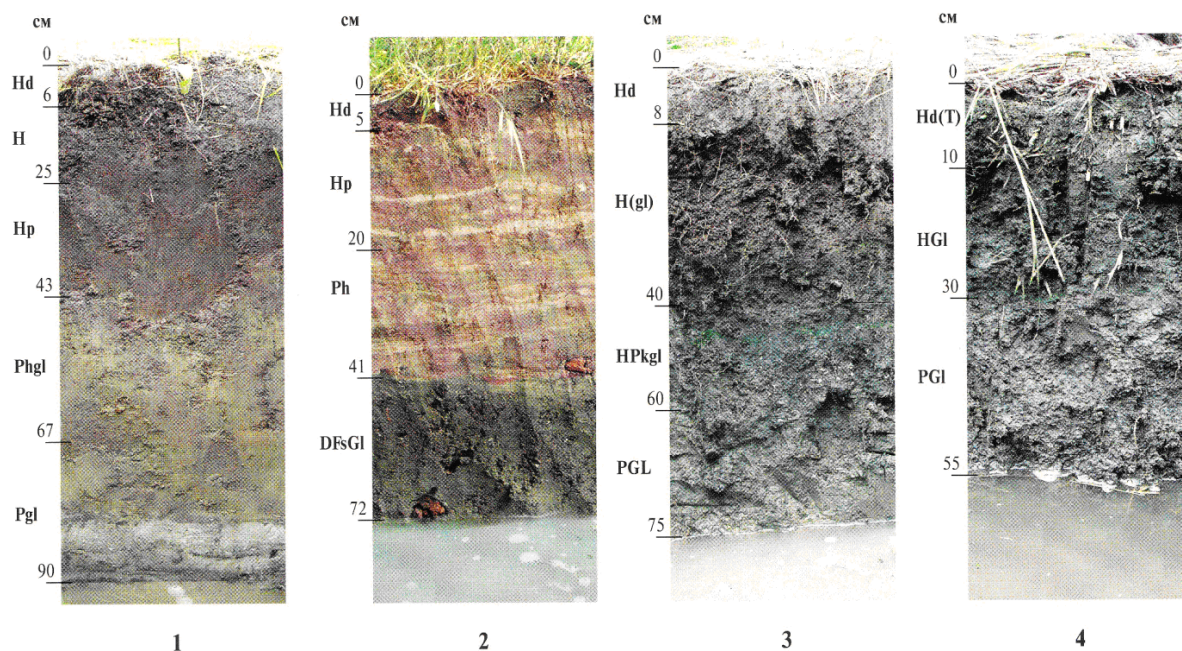 см
0
Hd
6
H
25
Hp
43
Phgl
67
Pgl
90
1
см
0
Hd
5
Hp
20
Ph
41
DFsGl
72
2
см
0
Hd
8
H(gl)
40
HPkgl
60
PGL
75
3
см
0
Hd(T)
10
HGl
30
PGl
55
4